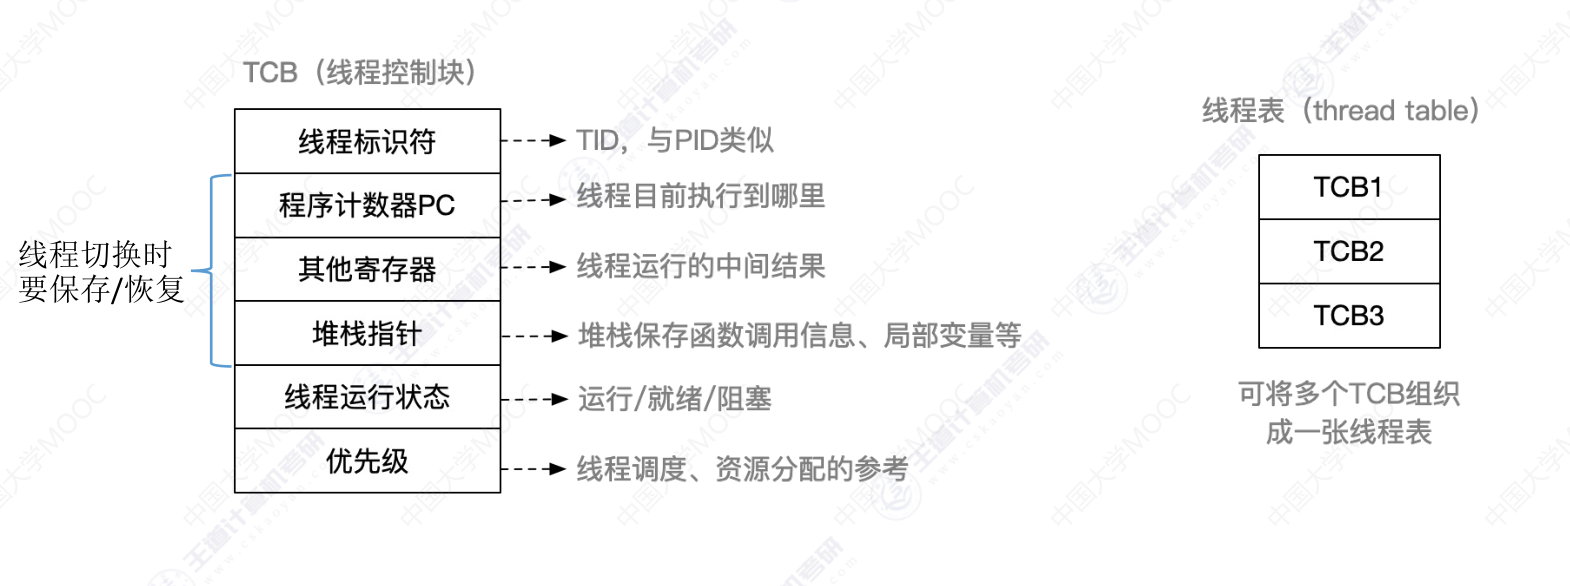 TCB（线程控制块）
线程标识符
TID，与PID类似
程序计数器PC
线程目前执行到哪里
其他寄存器
线程运行的中间结果
堆栈指针
堆栈保存函数调用信息、局部变量等
线程运行状态
运行/就绪/阻塞
优先级
线程调度、资源分配的参考
线程切换时
要保存/恢复
线程表（thread table）
TCB1
TCB2
TCB3
可将多个TCB组织
成一张线程表
中国大学MOOC
王道计算机考研
www.cskaoyan.com